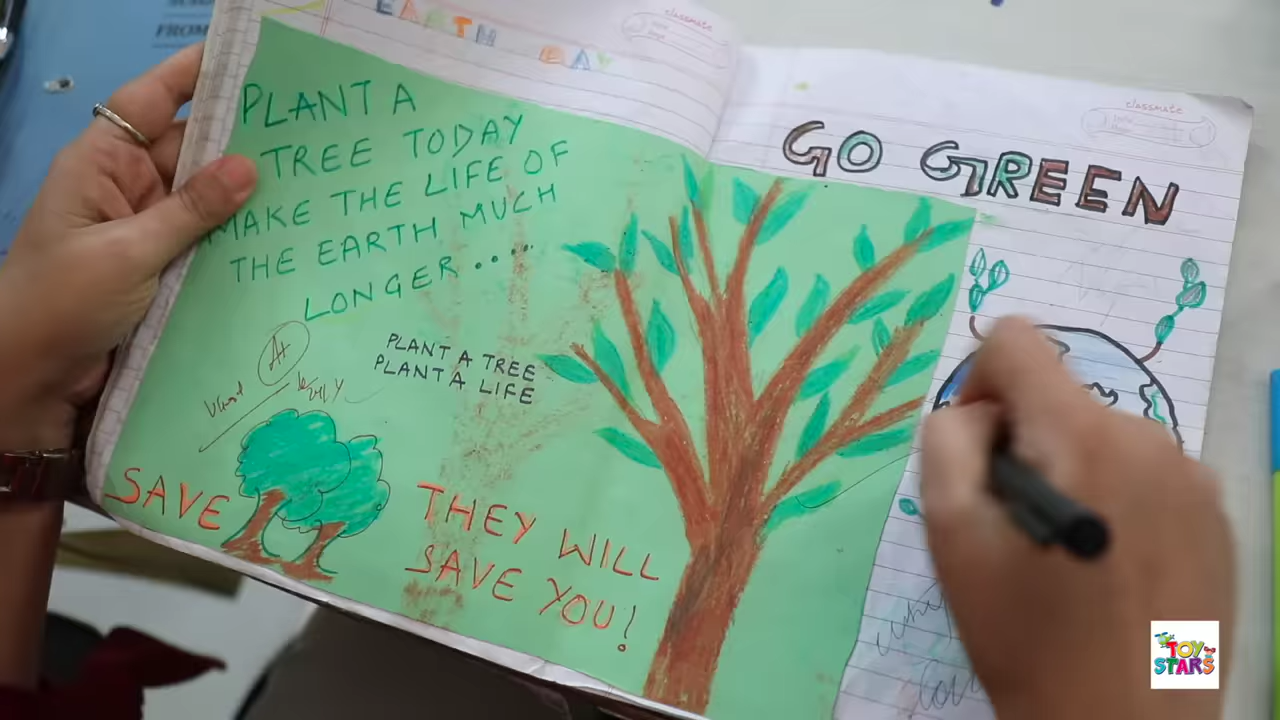 FROM
EARTH DAY
classmate
PLANT A
TREE TODAY
MAKE THE LIFE OF
THE EARTH MUCH
LONGER ....
A+
PLANT A TREE
PLANT A LIFE
SAVE
THEY WILL
SAVE YOU!
classmate
GO GREEN
TOY
STARS